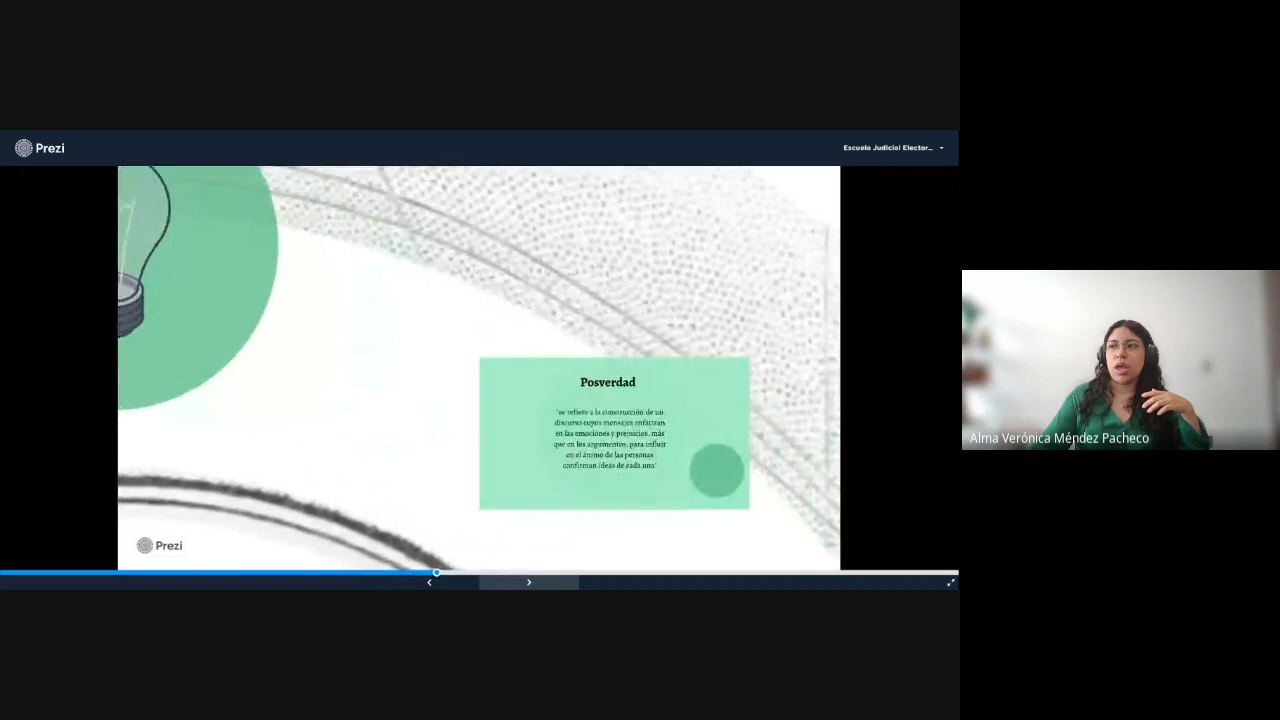 Prezi
Escuela Judicial Elector...
Posverdad
"se refiere a la construcción de un
discurso cuyos mensajes enfatizan
en las emociones y prejuicios, más
que en los argumentos, para influir
en el ánimo de las personas
confirman ideas de cada una"
Prezi
Alma Verónica Méndez Pacheco